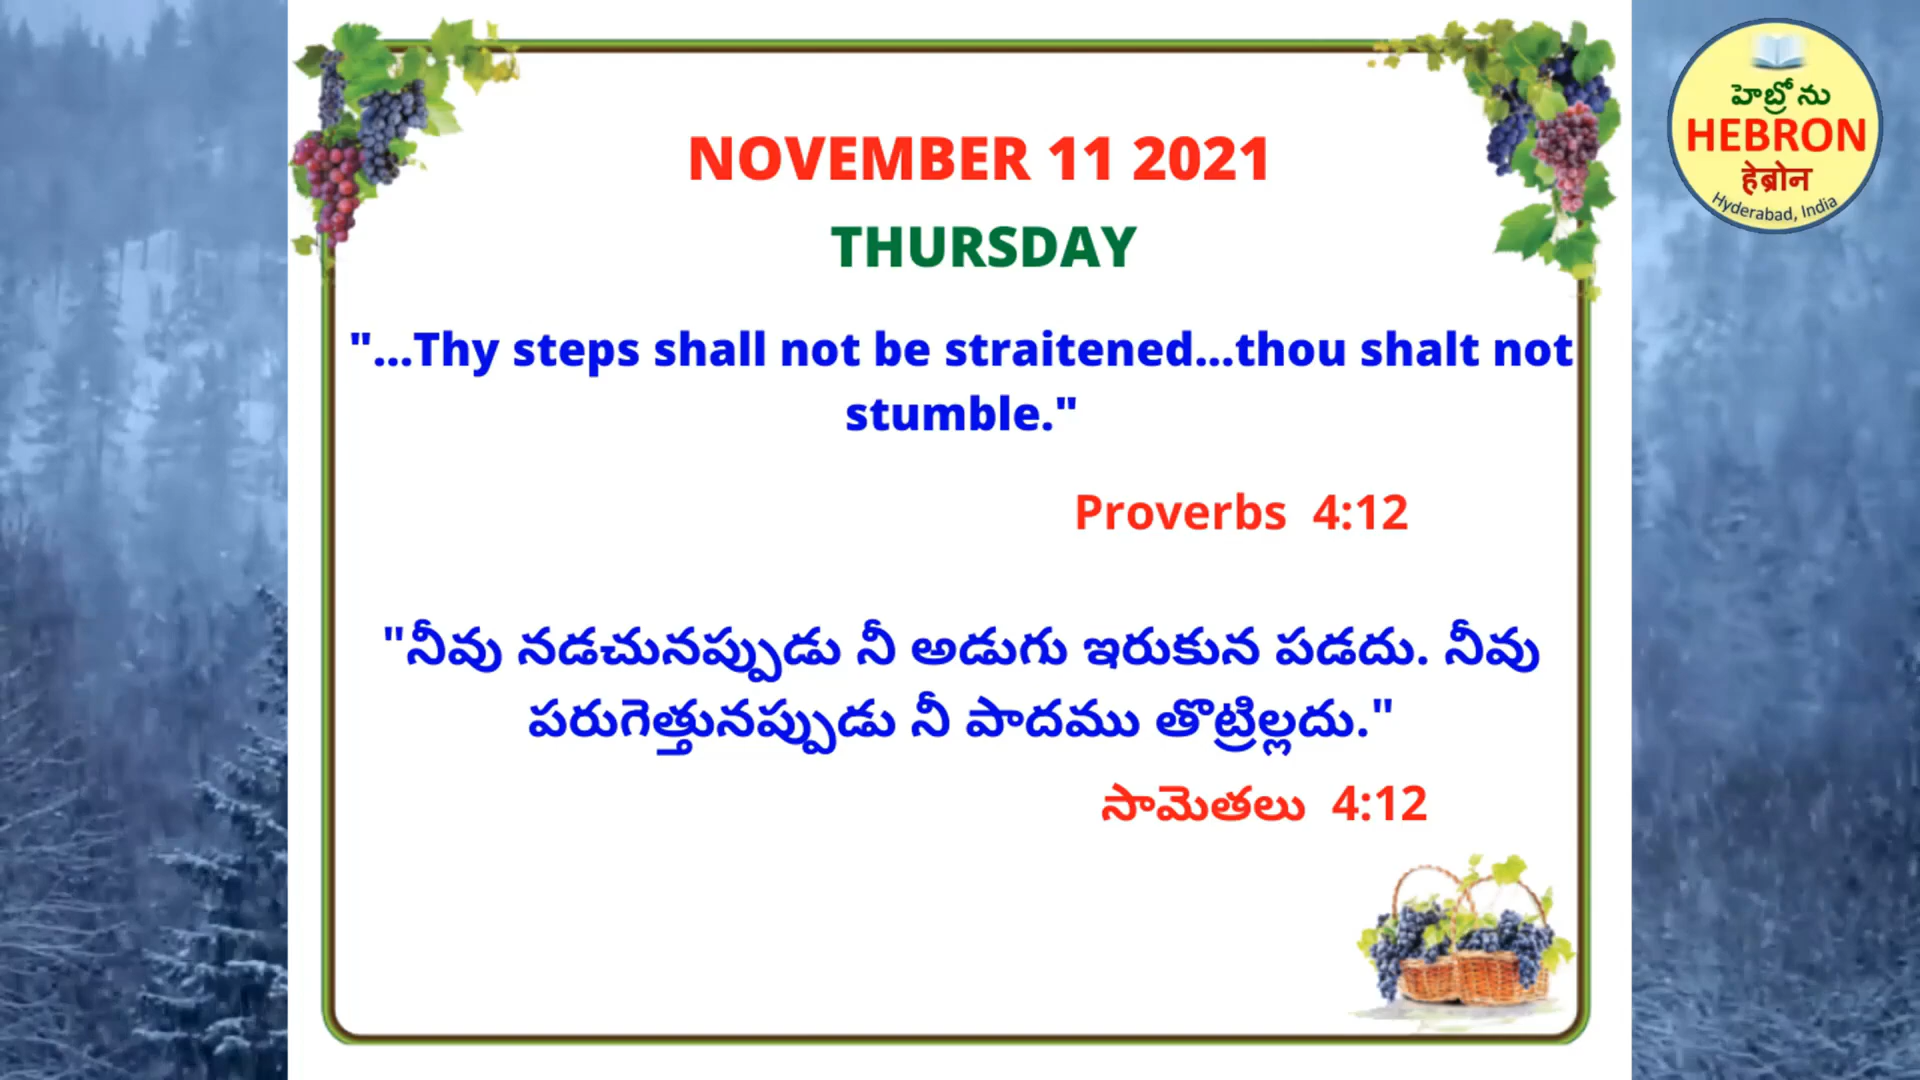 NOVEMBER 11 2021
THURSDAY
"...Thy steps shall not be straitened...thou shalt not
stumble."
Proverbs 4:12
"నీవు నడచునప్పుడు నీ అడుగు ఇరుకున పడదు. నీవు
పరుగెత్తునప్పుడు నీ పాదము తొట్రిల్లదు."
సామెతలు 4:12
హెబ్రోను
HEBRON
हेब्रोन
Hyderabad, India